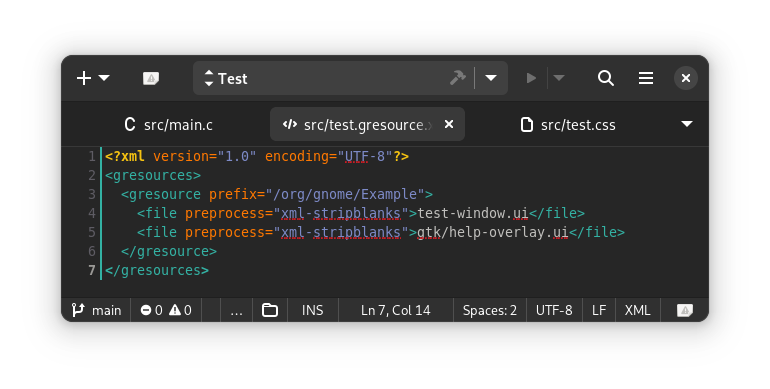 Test
src/main.c
src/test.gresource.x
src/test.css
1 <?xml version="1.0" encoding="UTF-8"?>
2 <gresources>
3   <gresource prefix="/org/gnome/Example">
4     <file preprocess="xml-stripblanks">test-window.ui</file>
5     <file preprocess="xml-stripblanks">gtk/help-overlay.ui</file>
6   </gresource>
7 </gresources>
main 0 0 ... INS Ln 7, Col 14 Spaces: 2 UTF-8 LF XML